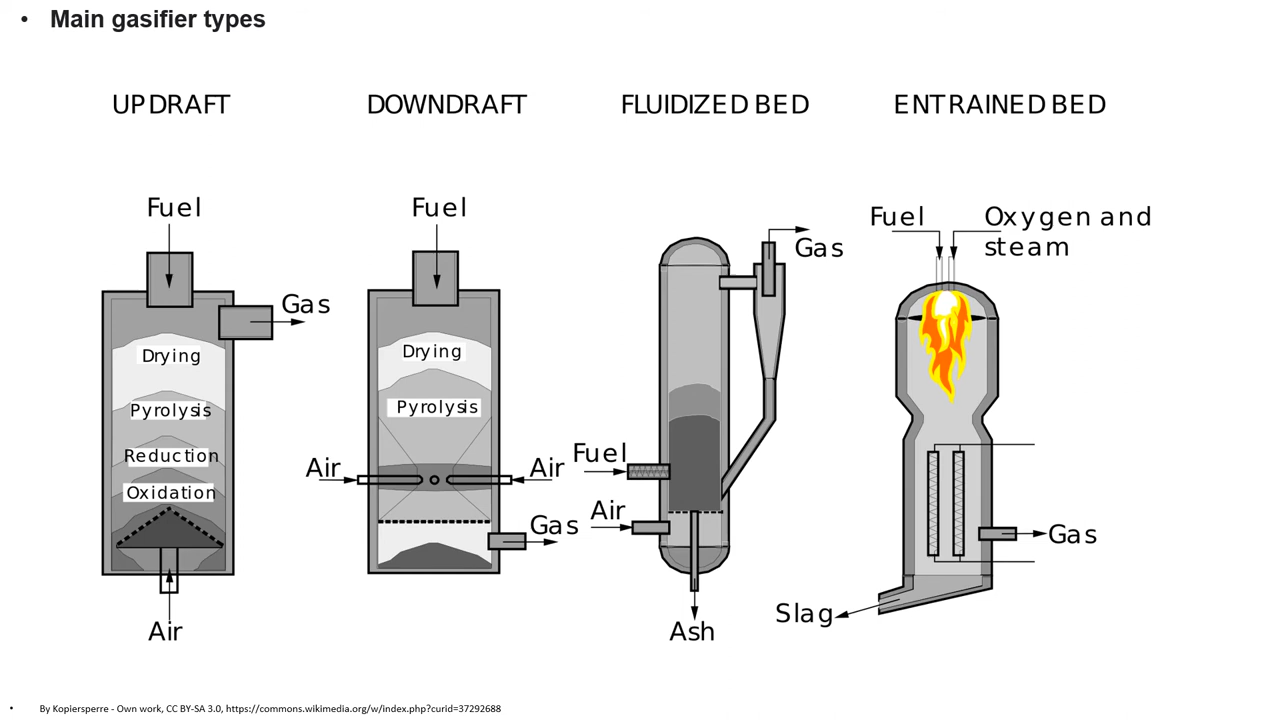 • Main gasifier types
UPDRAFT
DOWNDRAFT
FLUIDIZED BED
ENTRAINED BED
Fuel
Gas
Drying
Pyrolysis
Reduction
Oxidation
Air
Fuel
Drying
Pyrolysis
Air
Air
Gas
Gas
Fuel
Air
Ash
Fuel
Oxygen and
steam
Gas
Slag
• By Kopiersperre - Own work, CC BY-SA 3.0, https://commons.wikimedia.org/w/index.php?curid=37292688